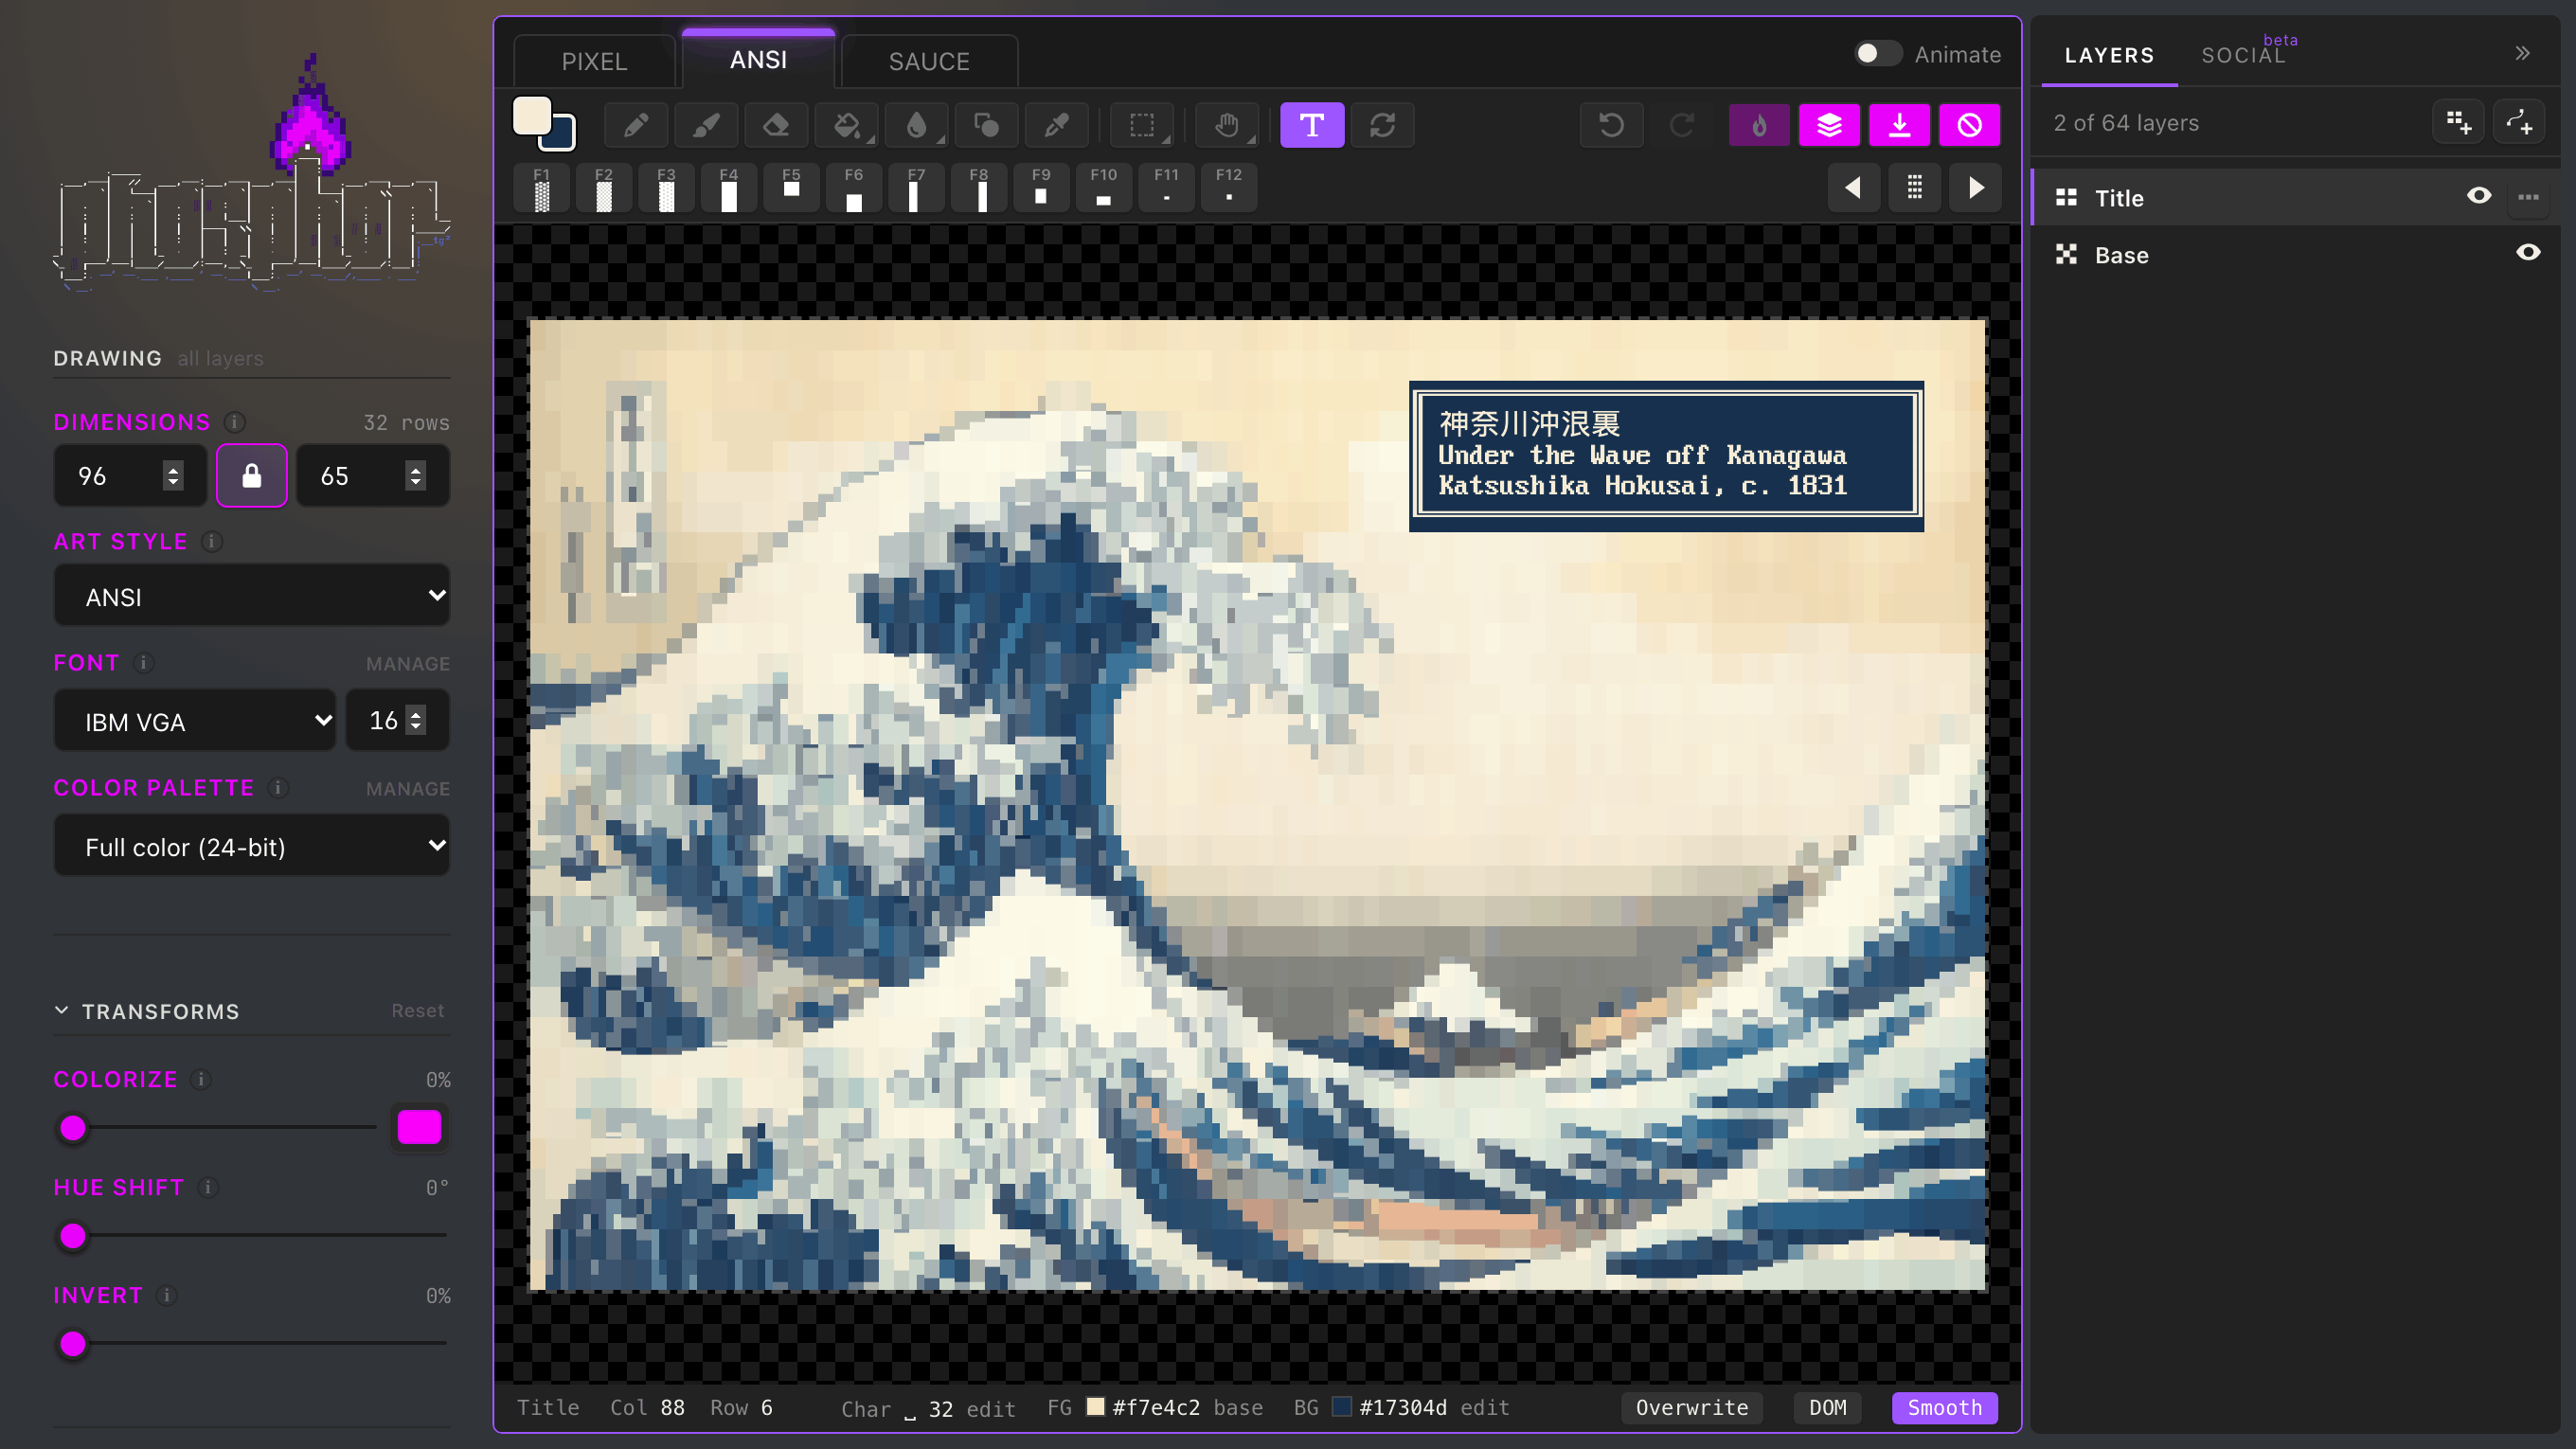 PIXEL
ANSI
SAUCE
Animate
F1 F2 F3 F4 F5 F6 F7 F8 F9 F10 F11 F12
DRAWING all layers
DIMENSIONS 32 rows
96 65
ART STYLE
ANSI
FONT MANAGE
IBM VGA 16
COLOR PALETTE MANAGE
Full color (24-bit)
TRANSFORMS Reset
COLORIZE 0%
HUE SHIFT 0°
INVERT 0%
神奈川沖浪裏
Under the Wave off Kanagawa
Katsushika Hokusai, c. 1831
Title Col 88 Row 6 Char ␣ 32 edit FG #f7e4c2 base BG #17304d edit Overwrite DOM Smooth
LAYERS SOCIAL beta
2 of 64 layers
Title
Base